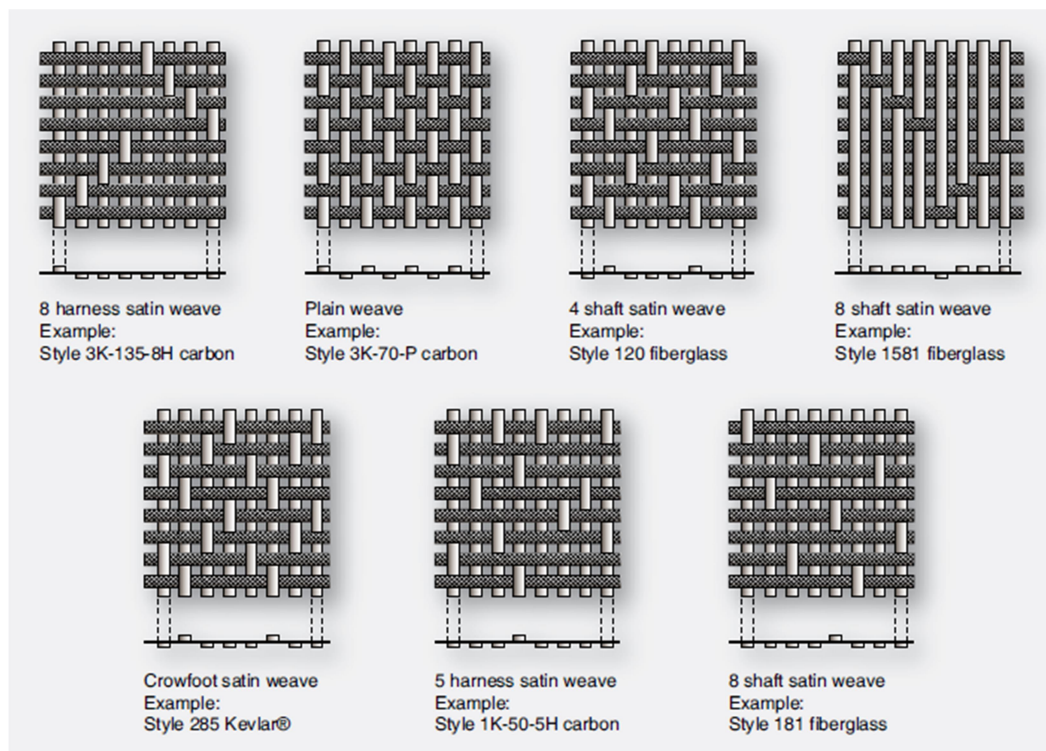 8 harness satin weave
Example:
Style 3K-135-8H carbon
Plain weave
Example:
Style 3K-70-P carbon
4 shaft satin weave
Example:
Style 120 fiberglass
8 shaft satin weave
Example:
Style 1581 fiberglass
Crowfoot satin weave
Example:
Style 285 Kevlar®
5 harness satin weave
Example:
Style 1K-50-5H carbon
8 shaft satin weave
Example:
Style 181 fiberglass